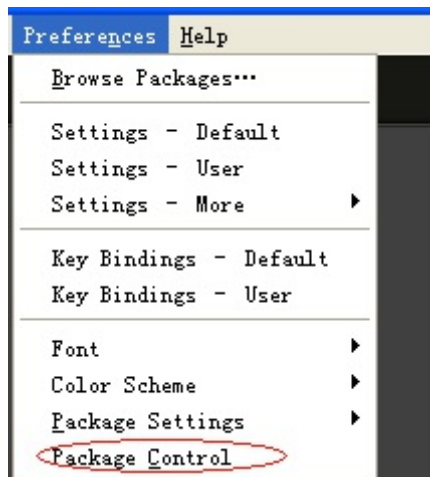 Preferences Help
Browse Packages…
Settings - Default
Settings - User
Settings - More
Key Bindings - Default
Key Bindings - User
Font
Color Scheme
Package Settings
Package Control